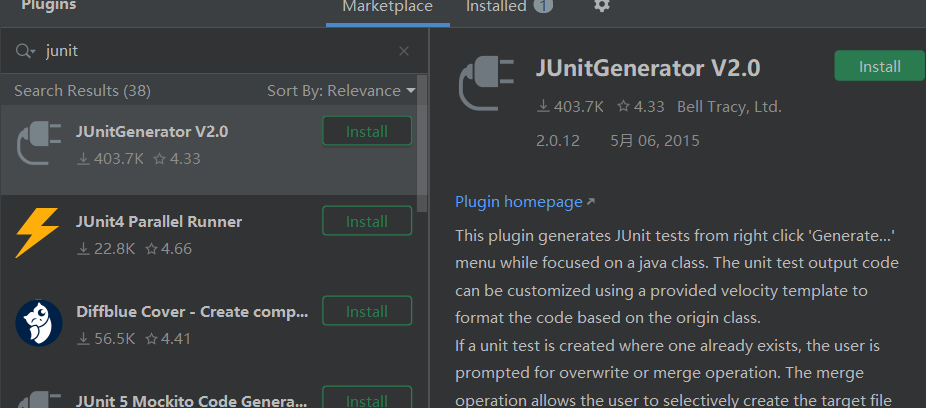 Plugins
Marketplace
Installed 1
junit
Search Results (38)
Sort By: Relevance
JUnitGenerator V2.0
Install
403.7K 4.33
JUnit4 Parallel Runner
Install
22.8K 4.66
Diffblue Cover - Create comp...
Install
56.5K 4.41
JUnit 5 Mockito Code Genera...
Install
JUnitGenerator V2.0
Install
403.7K 4.33 Bell Tracy, Ltd.
2.0.12 5月 06, 2015
Plugin homepage
This plugin generates JUnit tests from right click 'Generate...'
menu while focused on a java class. The unit test output code
can be customized using a provided velocity template to
format the code based on the origin class.
If a unit test is created where one already exists, the user is
prompted for overwrite or merge operation. The merge
operation allows the user to selectively create the target file